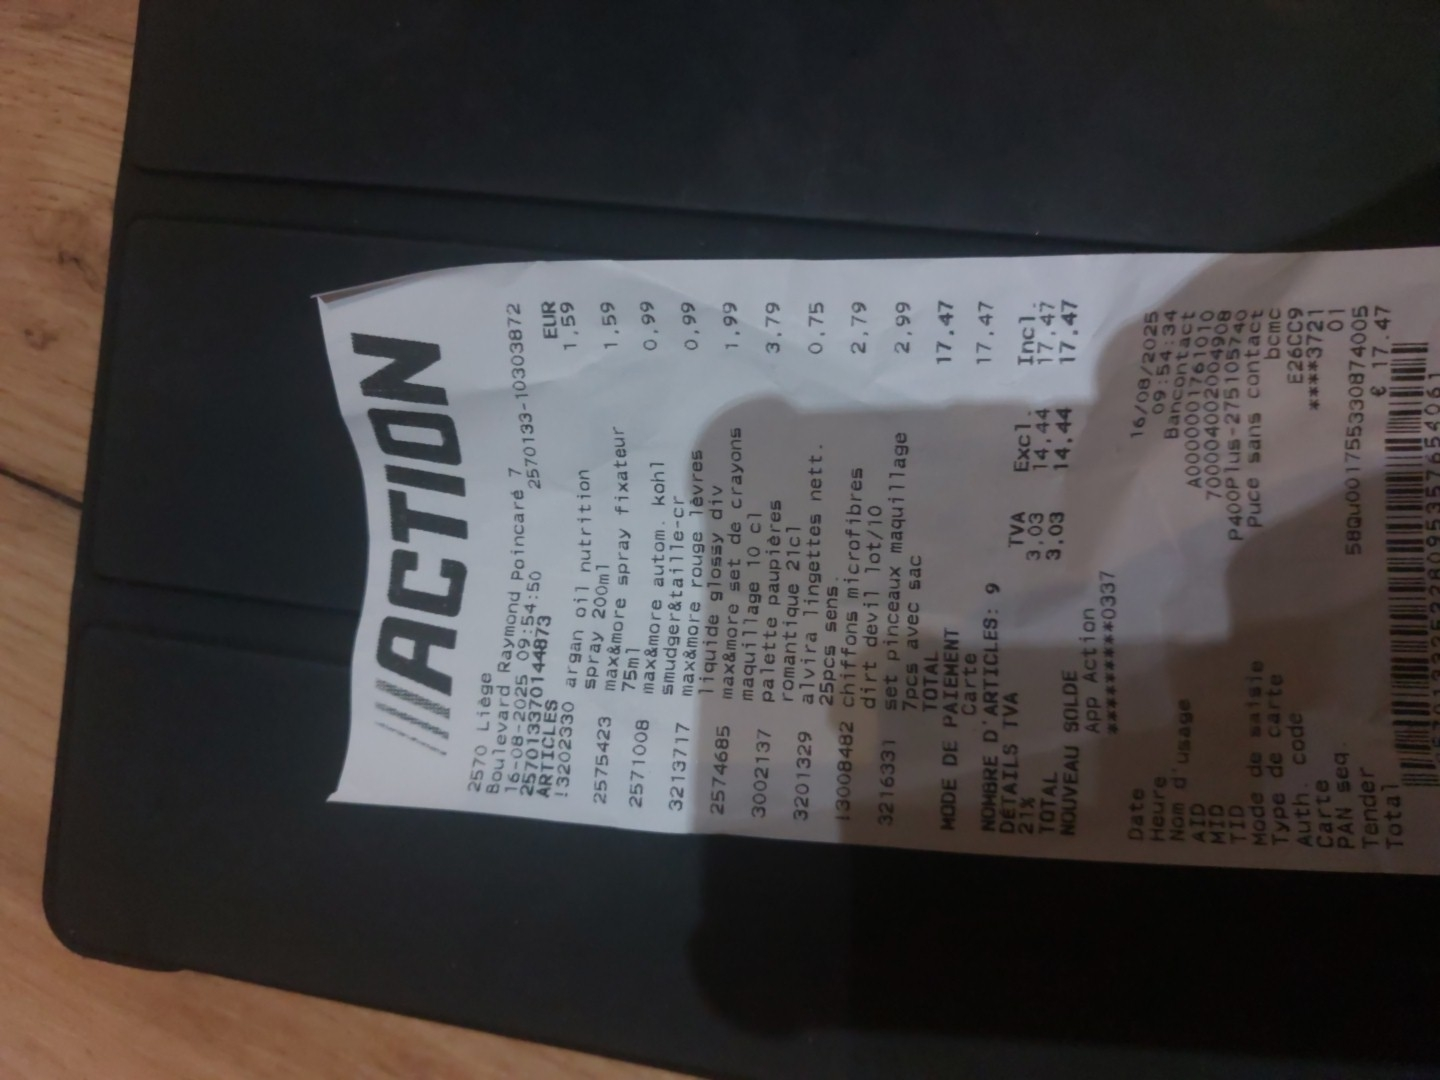 ACTION
2570 Liège
Boulevard Raymond Poincaré 7
16-08-2025 09:54:50 2570133-10303872
2570133370144873
ARTICLES EUR
!3202330 argan oil nutrition 1,59
spray 200ml
2575423 max&more spray fixateur 1,59
75ml
2571008 max&more autom. kohl 0,99
smudger&taille-cr
3213717 max&more rouge lèvres 0,99
liquide glossy div
2574685 max&more set de crayons 1,99
maquillage 10 cl
3002137 palette paupières 3,79
romantique 21cl
3201329 alvira lingettes nett. 0,75
25pcs sens.
!3008482 chiffons microfibres 2,79
dirt devil lot/10
3216331 set pinceaux maquillage 2,99
7pcs avec sac
TOTAL 17.47
MODE DE PAIEMENT
Carte 17.47
NOMBRE D'ARTICLES: 9
DÉTAILS TVA TVA Excl. Incl.
21% 3.03 14.44 17.47
TOTAL 3.03 14.44 17.47
NOUVEAU SOLDE
App Action
*********0337
Date 16/08/2025
Heure 09:54:34
Nom d'usage Bancontact
AID A0000001761010
MID 70000402004908
TID P400Plus-275105740
Mode de saisie Puce sans contact
Type de carte bcmc
Auth. code E26CC9
Carte ****3721
PAN seq. 01
Tender 58Qu001755330874005
Total € 17.47